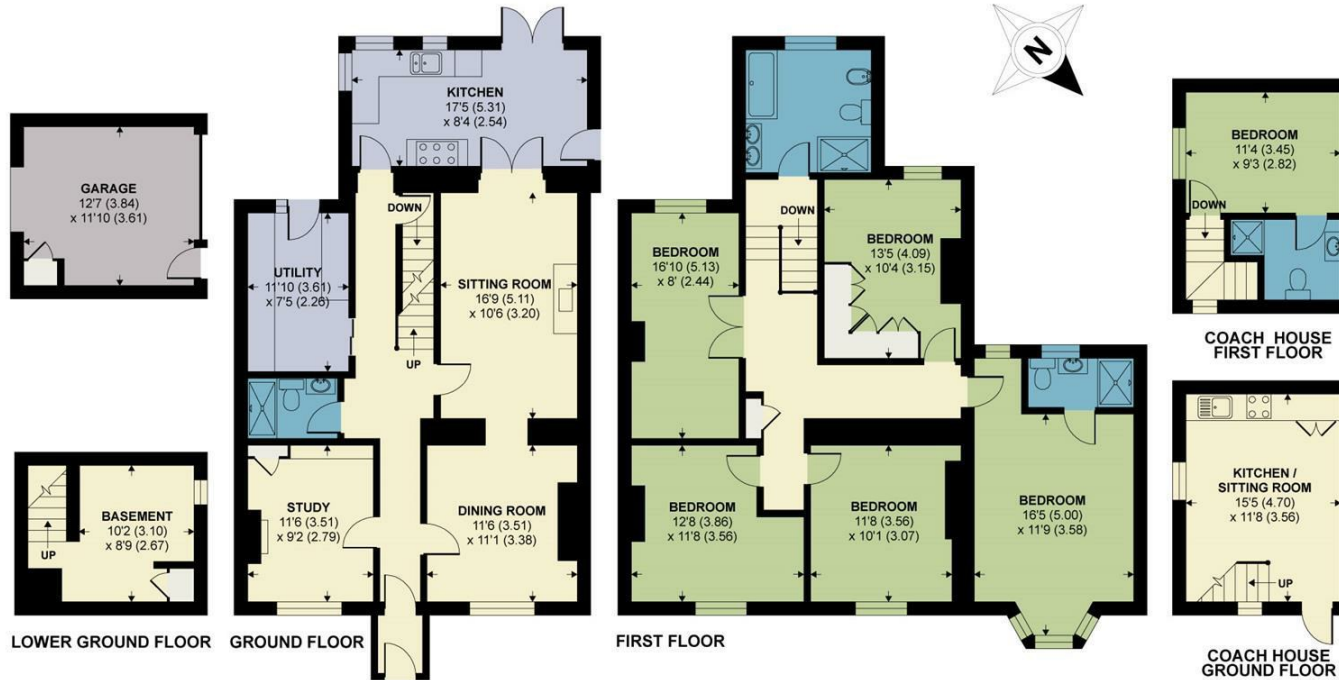 N
KITCHEN
17'5 (5.31)
x 8'4 (2.54)
GARAGE
12'7 (3.84)
x 11'10 (3.61)
DOWN
UTILITY
11'10 (3.61)
x 7'5 (2.26)
SITTING ROOM
16'9 (5.11)
x 10'6 (3.20)
UP
STUDY
11'6 (3.51)
x 9'2 (2.79)
DINING ROOM
11'6 (3.51)
x 11'1 (3.38)
BASEMENT
10'2 (3.10)
x 8'9 (2.67)
UP
LOWER GROUND FLOOR
GROUND FLOOR
DOWN
BEDROOM
16'10 (5.13)
x 8' (2.44)
BEDROOM
13'5 (4.09)
x 10'4 (3.15)
BEDROOM
12'8 (3.86)
x 11'8 (3.56)
BEDROOM
11'8 (3.56)
x 10'1 (3.07)
BEDROOM
16'5 (5.00)
x 11'9 (3.58)
FIRST FLOOR
BEDROOM
11'4 (3.45)
x 9'3 (2.82)
DOWN
COACH HOUSE
FIRST FLOOR
KITCHEN /
SITTING ROOM
15'5 (4.70)
x 11'8 (3.56)
UP
COACH HOUSE
GROUND FLOOR